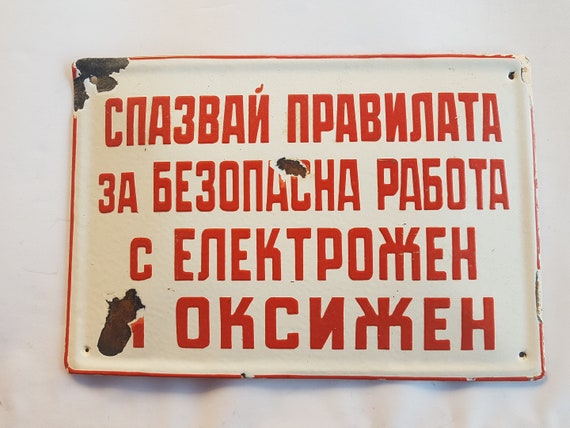 СПАЗВАЙ ПРАВИЛАТА
ЗА БЕЗОПАСНА РАБОТА
С ЕЛЕКТРОЖЕН
ОКСИЖЕН